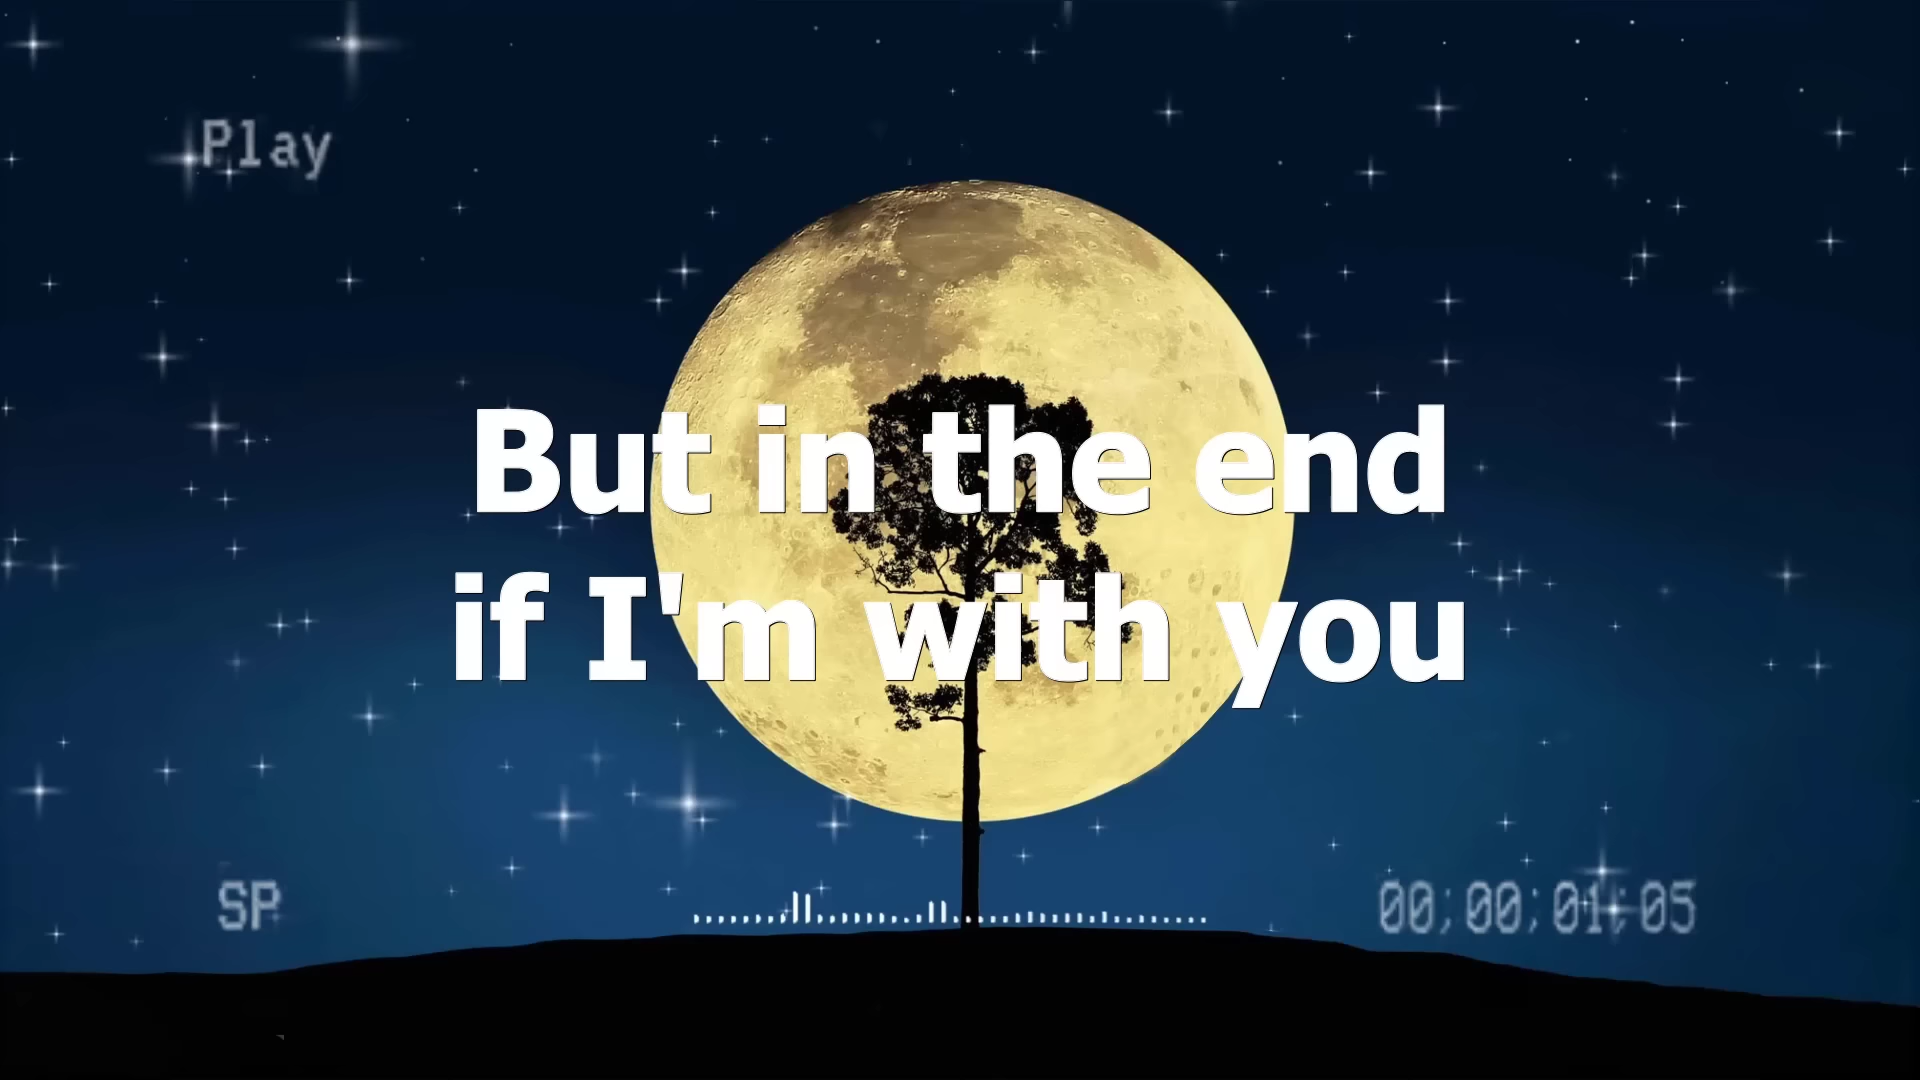 Play
But in the end
if I'm with you
SP
00;00;01;05